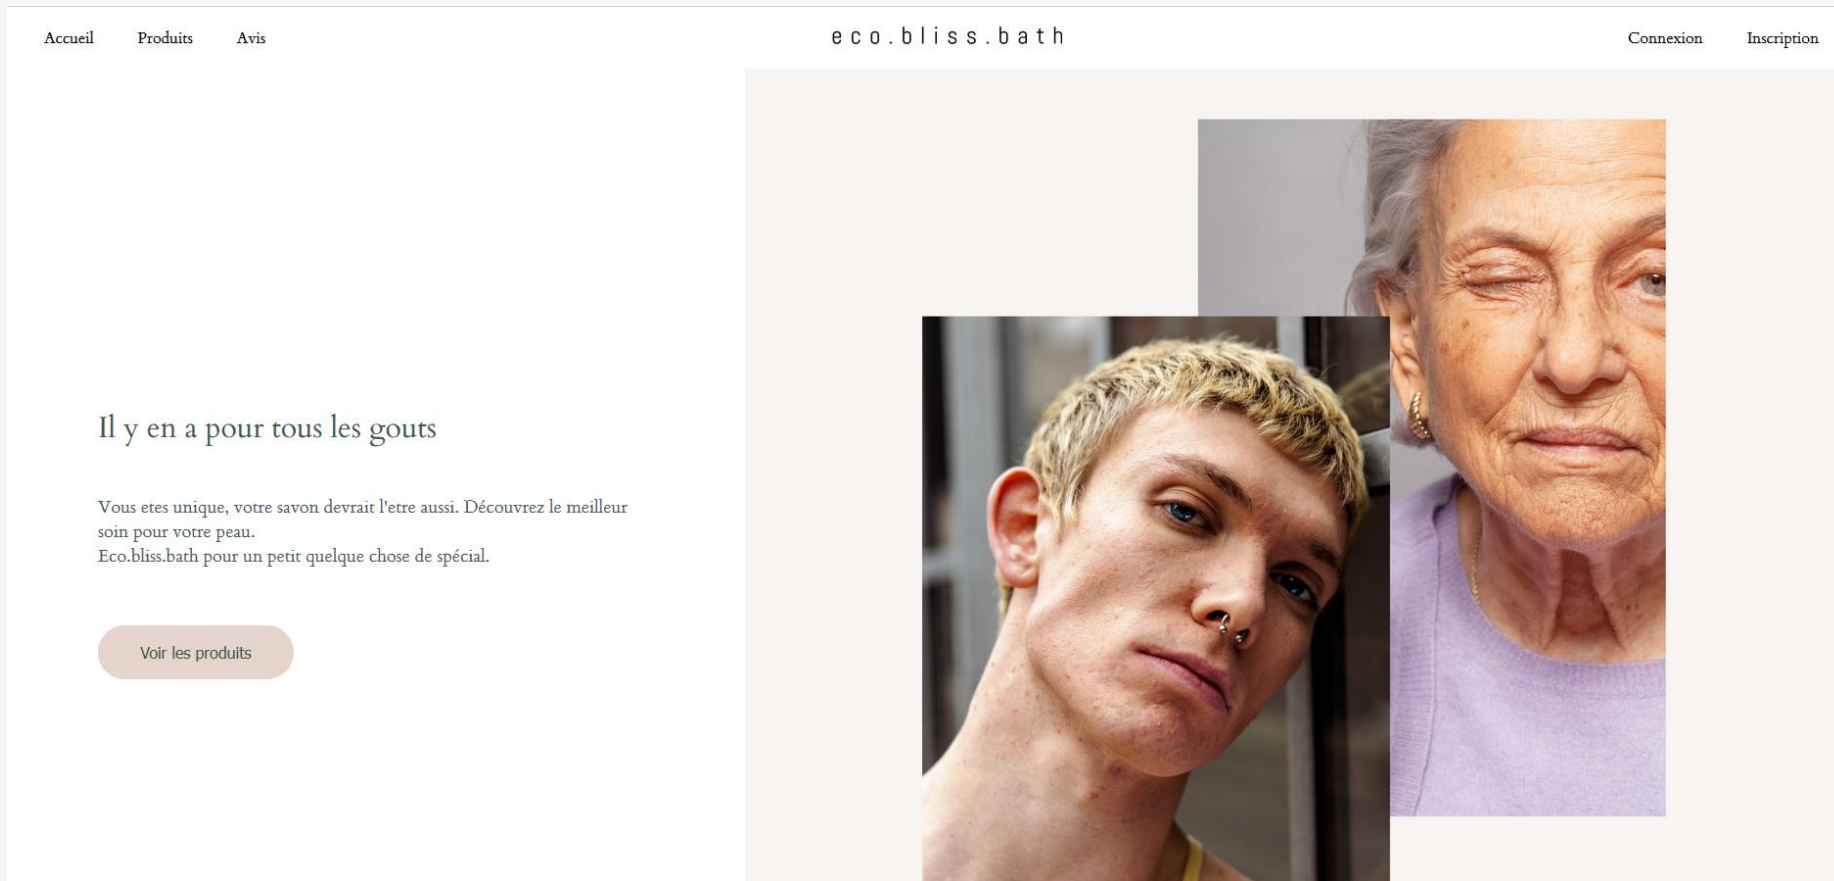 Accueil Produits Avis eco.bliss.bath Connexion Inscription
Il y en a pour tous les gouts
Vous etes unique, votre savon devrait l'etre aussi. Découvrez le meilleur
soin pour votre peau.
Eco.bliss.bath pour un petit quelque chose de spécial.
Voir les produits